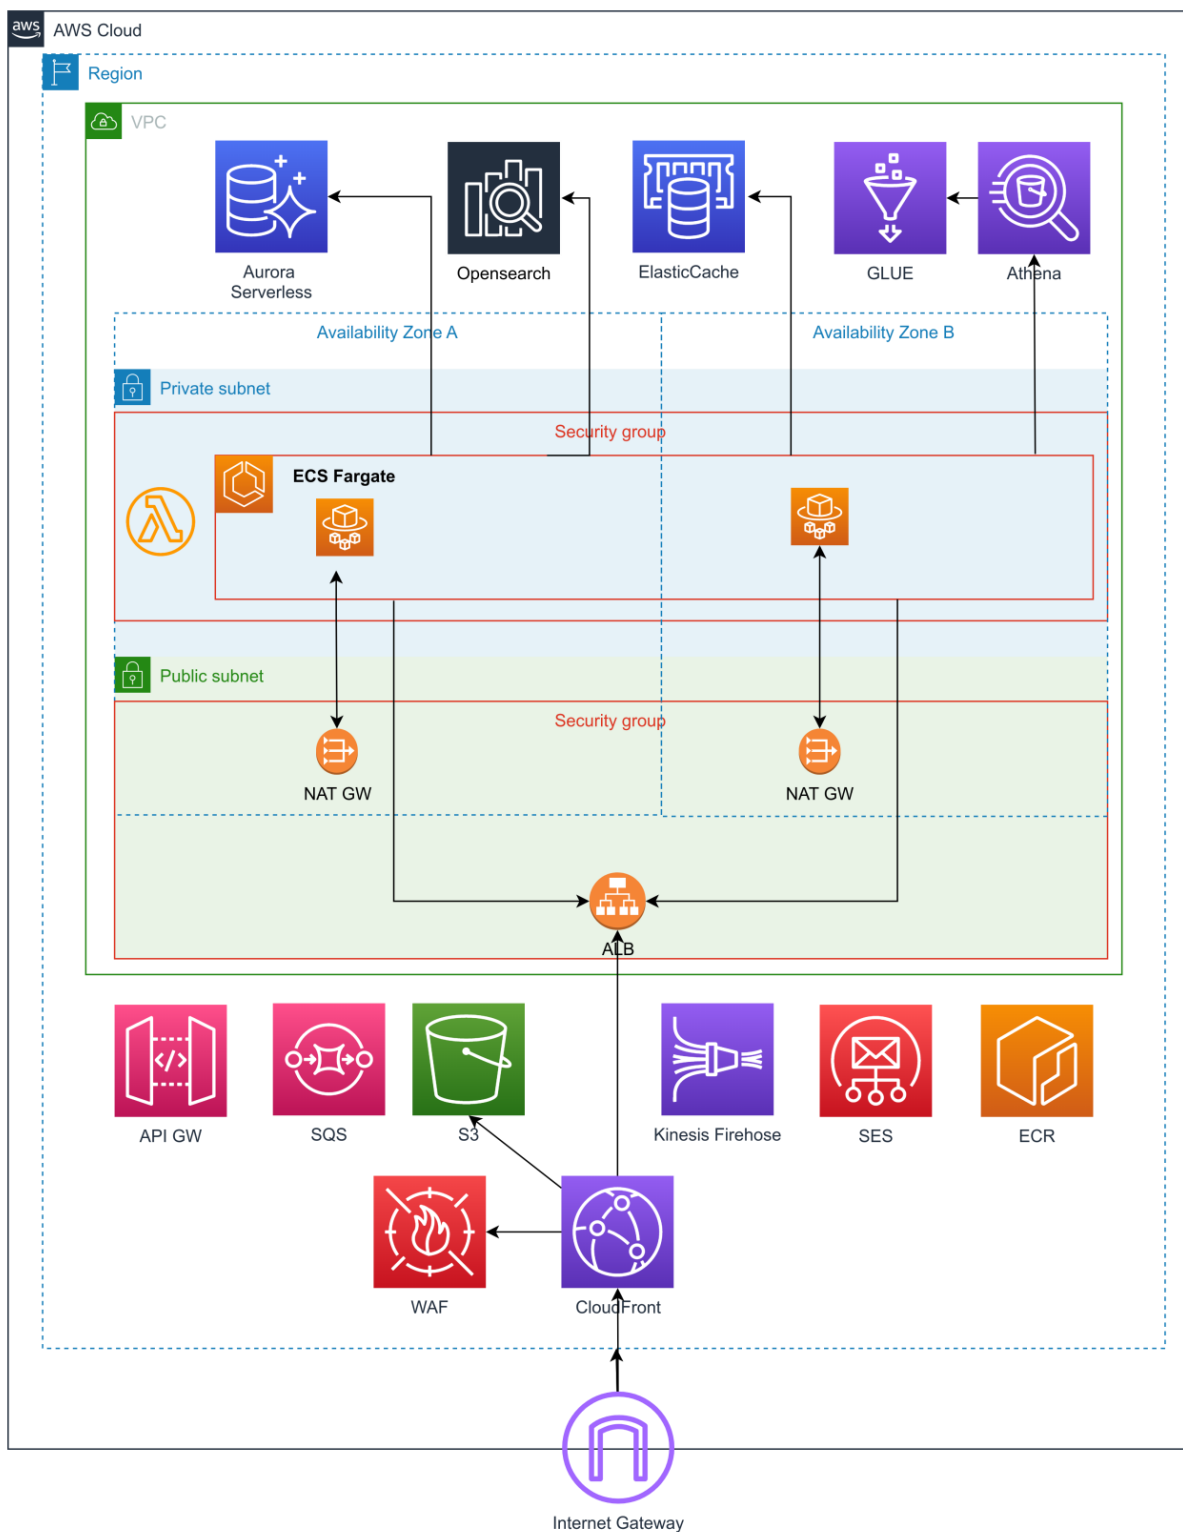 aws
AWS Cloud
Region
VPC
Aurora
Serverless
Opensearch
ElasticCache
GLUE
Athena
Availability Zone A
Availability Zone B
Private subnet
Security group
ECS Fargate
Public subnet
Security group
NAT GW
NAT GW
ALB
API GW
SQS
S3
Kinesis Firehose
SES
ECR
WAF
CloudFront
Internet Gateway